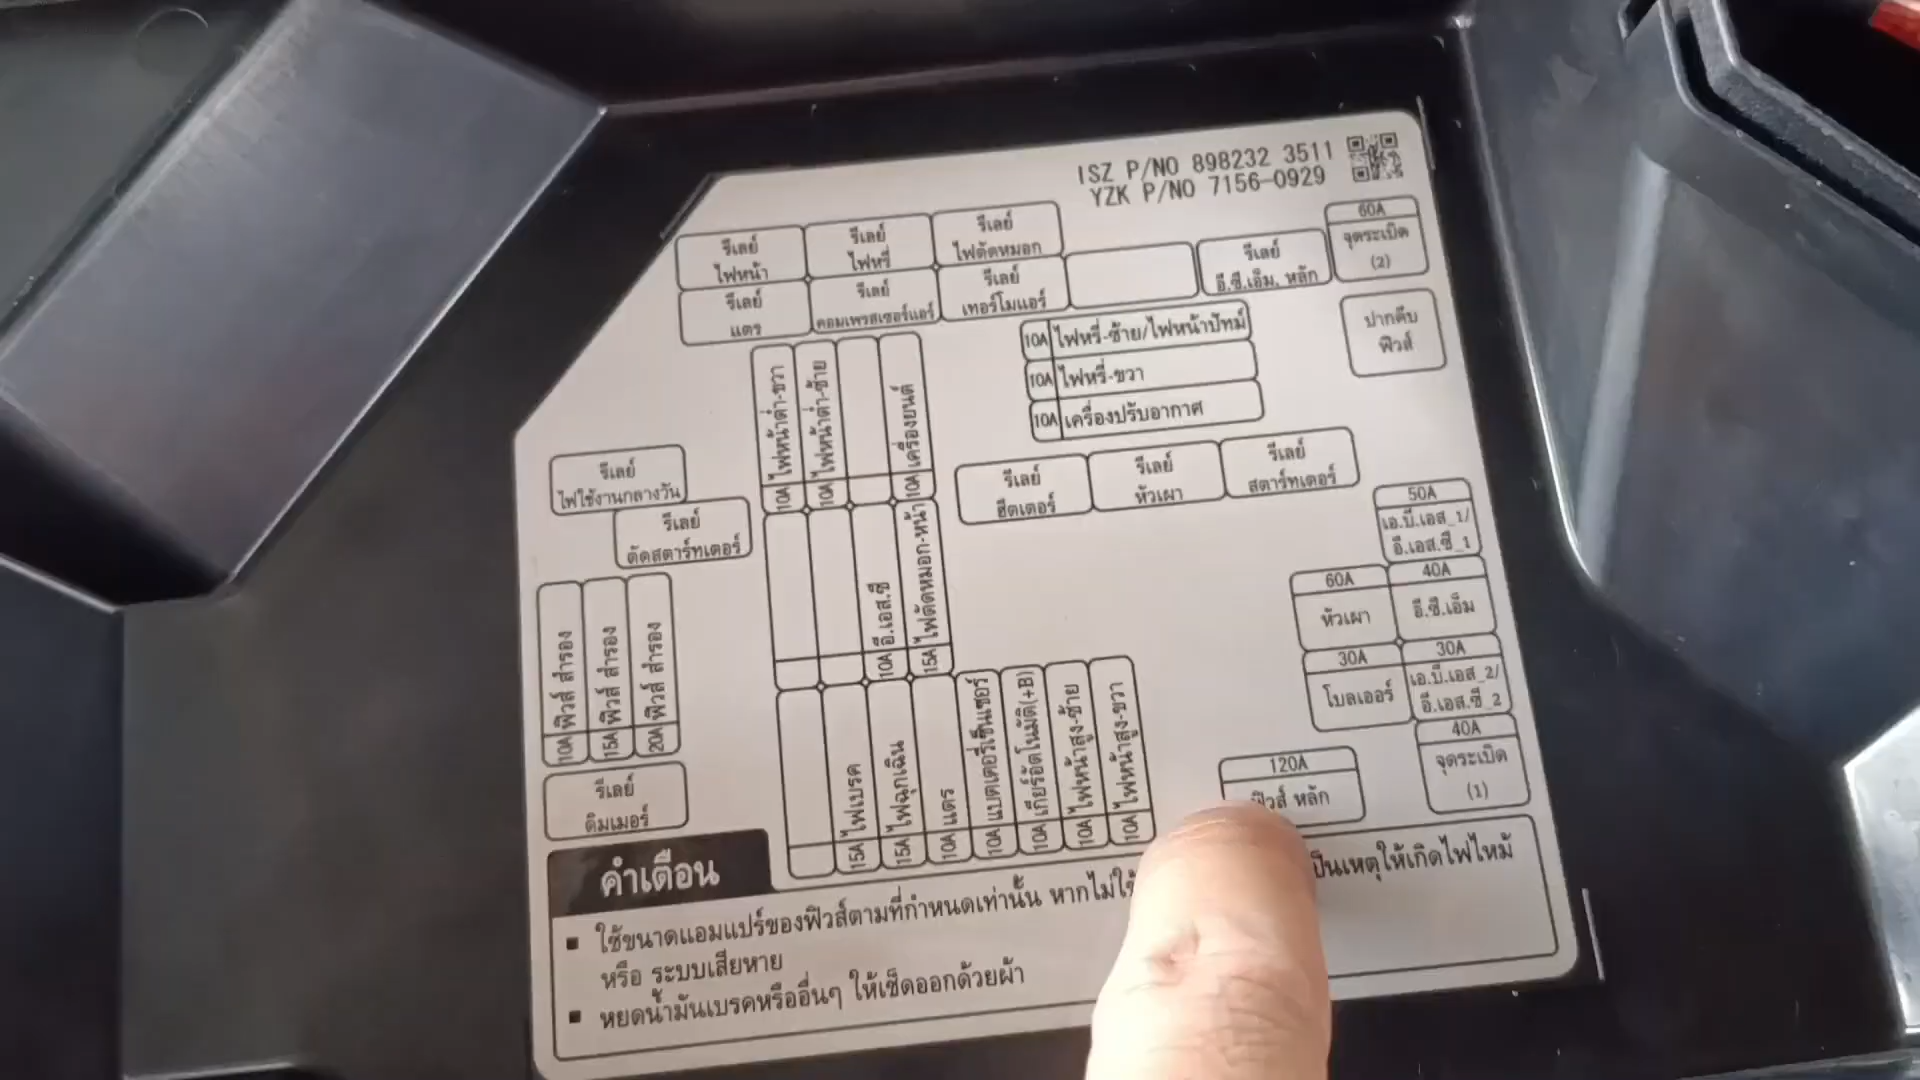 ISZ P/NO 898232 3511
YZK P/NO 7156-0929
รีเลย์
ไฟหน้า
รีเลย์
ไฟหรี่
รีเลย์
ไฟตัดหมอก
60A
จุดระเบิด
(2)
รีเลย์
แตร
รีเลย์
คอมเพรสเซอร์แอร์
รีเลย์
เทอร์โมแอร์
รีเลย์
อี.ซี.เอ็ม. หลัก
10A ไฟหรี่-ซ้าย/ไฟหน้าปัทม์
10A ไฟหรี่-ขวา
10A เครื่องปรับอากาศ
ปากคีบ
ฟิวส์
10A ไฟหน้าต่ำ-ขวา
10A ไฟหน้าต่ำ-ซ้าย
10A เครื่องยนต์
รีเลย์
ไฟใช้งานกลางวัน
รีเลย์
ตัดสตาร์ทเตอร์
รีเลย์
ฮีตเตอร์
รีเลย์
หัวเผา
รีเลย์
สตาร์ทเตอร์
10A อี.เอส.ซี
15A ไฟตัดหมอก-หน้า
50A
เอ.บี.เอส_1/
อี.เอส.ซี_1
60A
หัวเผา
40A
อี.ซี.เอ็ม
30A
โบลเออร์
30A
เอ.บี.เอส_2/
อี.เอส.ซี_2
10A ฟิวส์ สำรอง
15A ฟิวส์ สำรอง
20A ฟิวส์ สำรอง
15A ไฟเบรค
15A ไฟฉุกเฉิน
10A แตร
10A แบตเตอรี่เซ็นเซอร์
10A เกียร์อัตโนมัติ(+B)
10A ไฟหน้าสูง-ซ้าย
10A ไฟหน้าสูง-ขวา
120A
ฟิวส์ หลัก
40A
จุดระเบิด
(1)
รีเลย์
ดิมเมอร์
คำเตือน
▪ ใช้ขนาดแอมแปร์ของฟิวส์ตามที่กำหนดเท่านั้น หากไม่ใช้ เป็นเหตุให้เกิดไฟไหม้
หรือ ระบบเสียหาย
▪ หยดน้ำมันเบรคหรืออื่นๆ ให้เช็ดออกด้วยผ้า